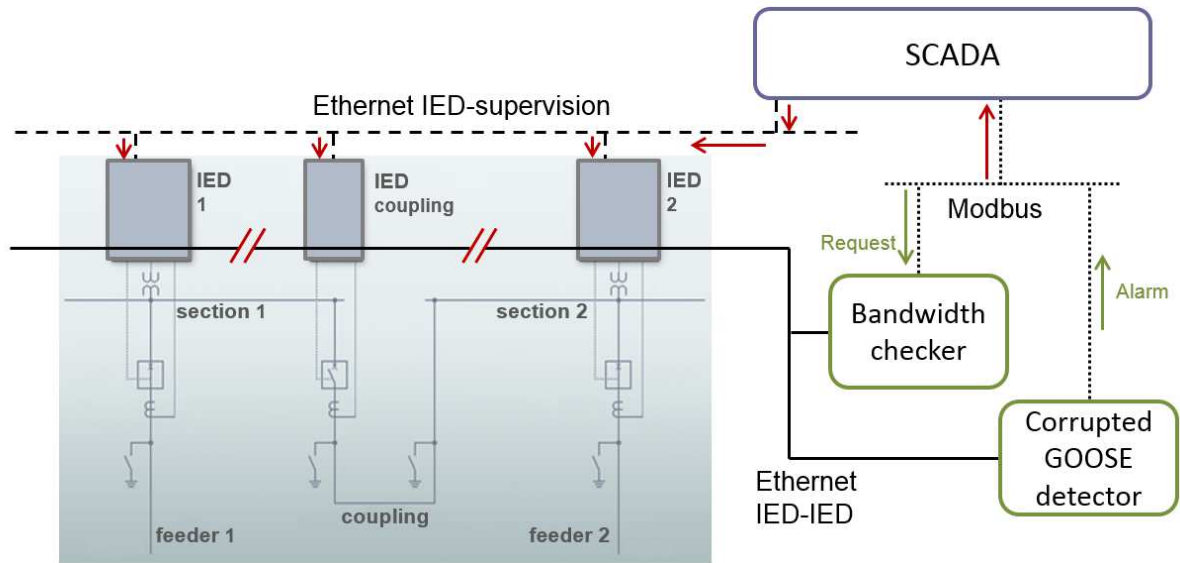 SCADA
Ethernet IED-supervision
IED
1
IED
coupling
IED
2
Modbus
Request
Alarm
section 1
section 2
Bandwidth
checker
Corrupted
GOOSE
detector
Ethernet
IED-IED
coupling
feeder 1
feeder 2